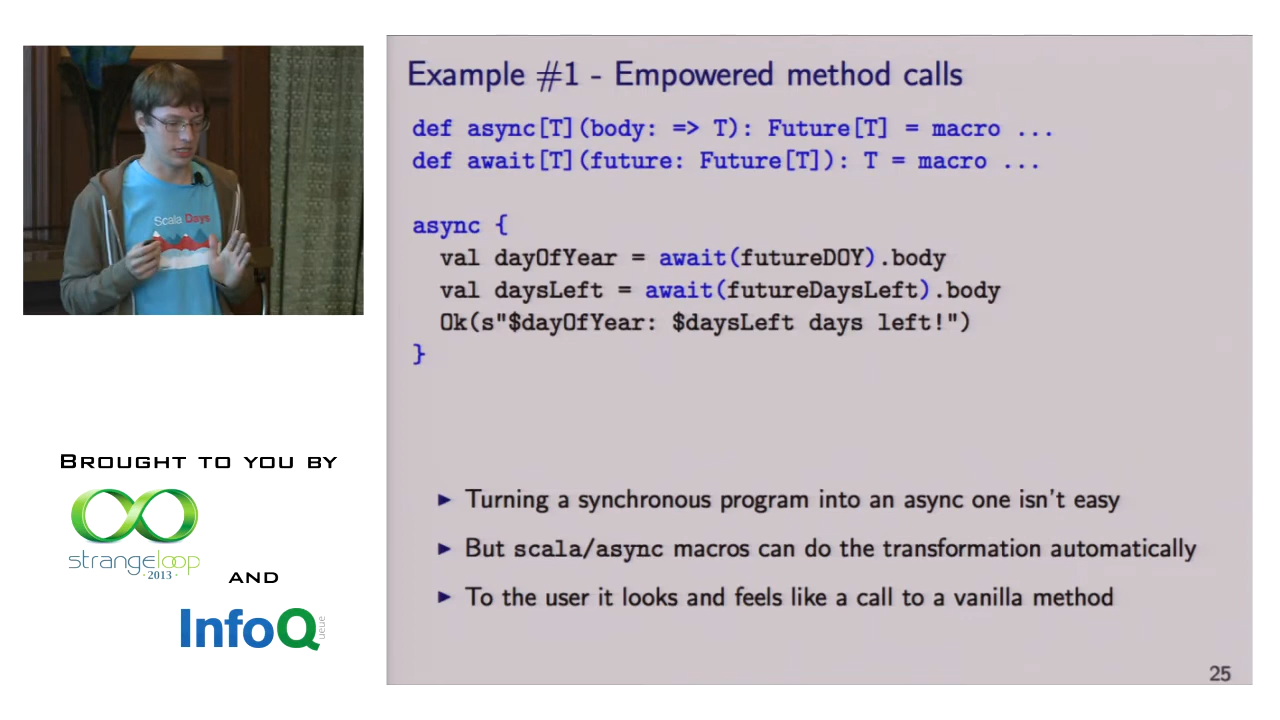 Scala Days
BROUGHT TO YOU BY
strangeloop
·2013·
AND
InfoQ
ueue
Example #1 - Empowered method calls
def async[T](body: => T): Future[T] = macro ...
def await[T](future: Future[T]): T = macro ...
async {
val dayOfYear = await(futureDOY).body
val daysLeft = await(futureDaysLeft).body
Ok(s"$dayOfYear: $daysLeft days left!")
}
▶ Turning a synchronous program into an async one isn't easy
▶ But scala/async macros can do the transformation automatically
▶ To the user it looks and feels like a call to a vanilla method
25